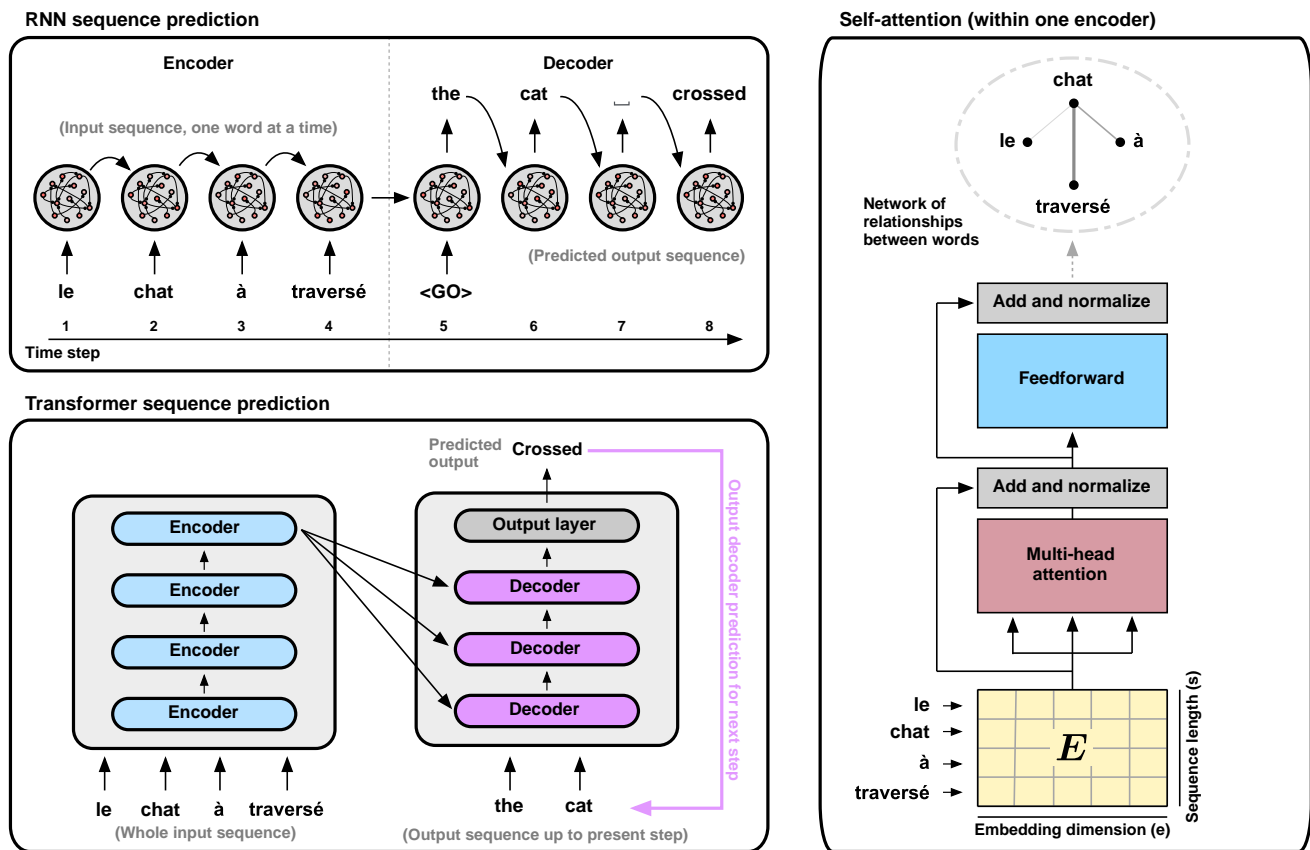 RNN sequence prediction
Encoder
Decoder
the
cat
crossed
(Input sequence, one word at a time)
(Predicted output sequence)
le
chat
à
traversé
<GO>
1
2
3
4
5
6
7
8
Time step
Transformer sequence prediction
Predicted
output
Crossed
Output decoder prediction for next step
Encoder
Encoder
Encoder
Encoder
Output layer
Decoder
Decoder
Decoder
le
chat
à
traversé
(Whole input sequence)
the
cat
(Output sequence up to present step)
Self-attention (within one encoder)
chat
le
à
traversé
Network of
relationships
between words
Add and normalize
Feedforward
Add and normalize
Multi-head
attention
le
chat
à
traversé
E
Sequence length (s)
Embedding dimension (e)